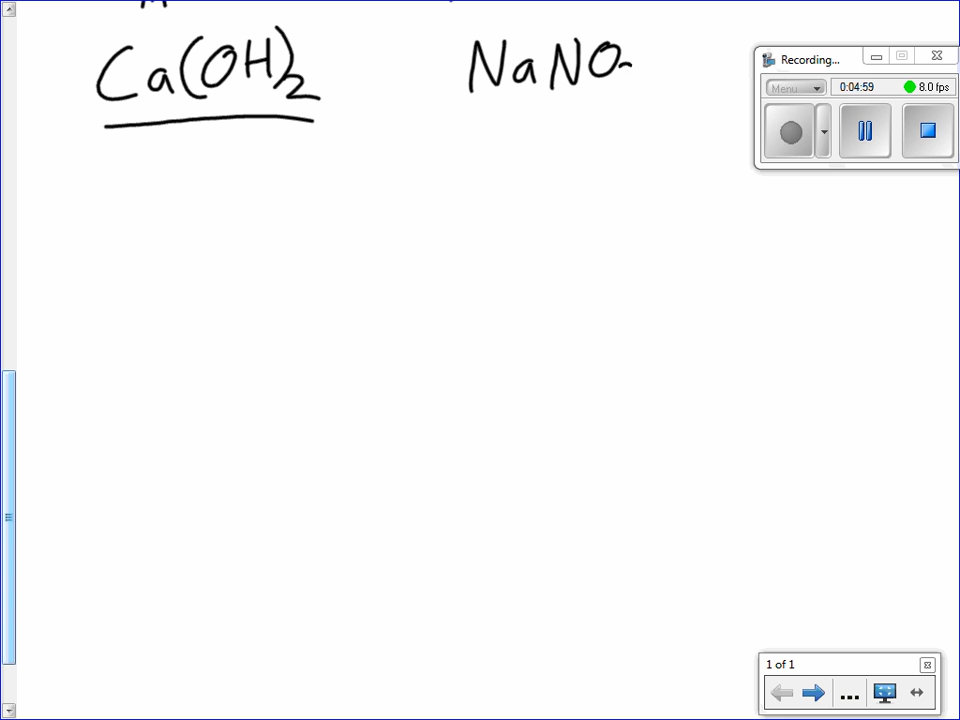 Ca(OH)2 NaNO
Recording...
Menu 0:04:59 8.0 fps
1 of 1
...